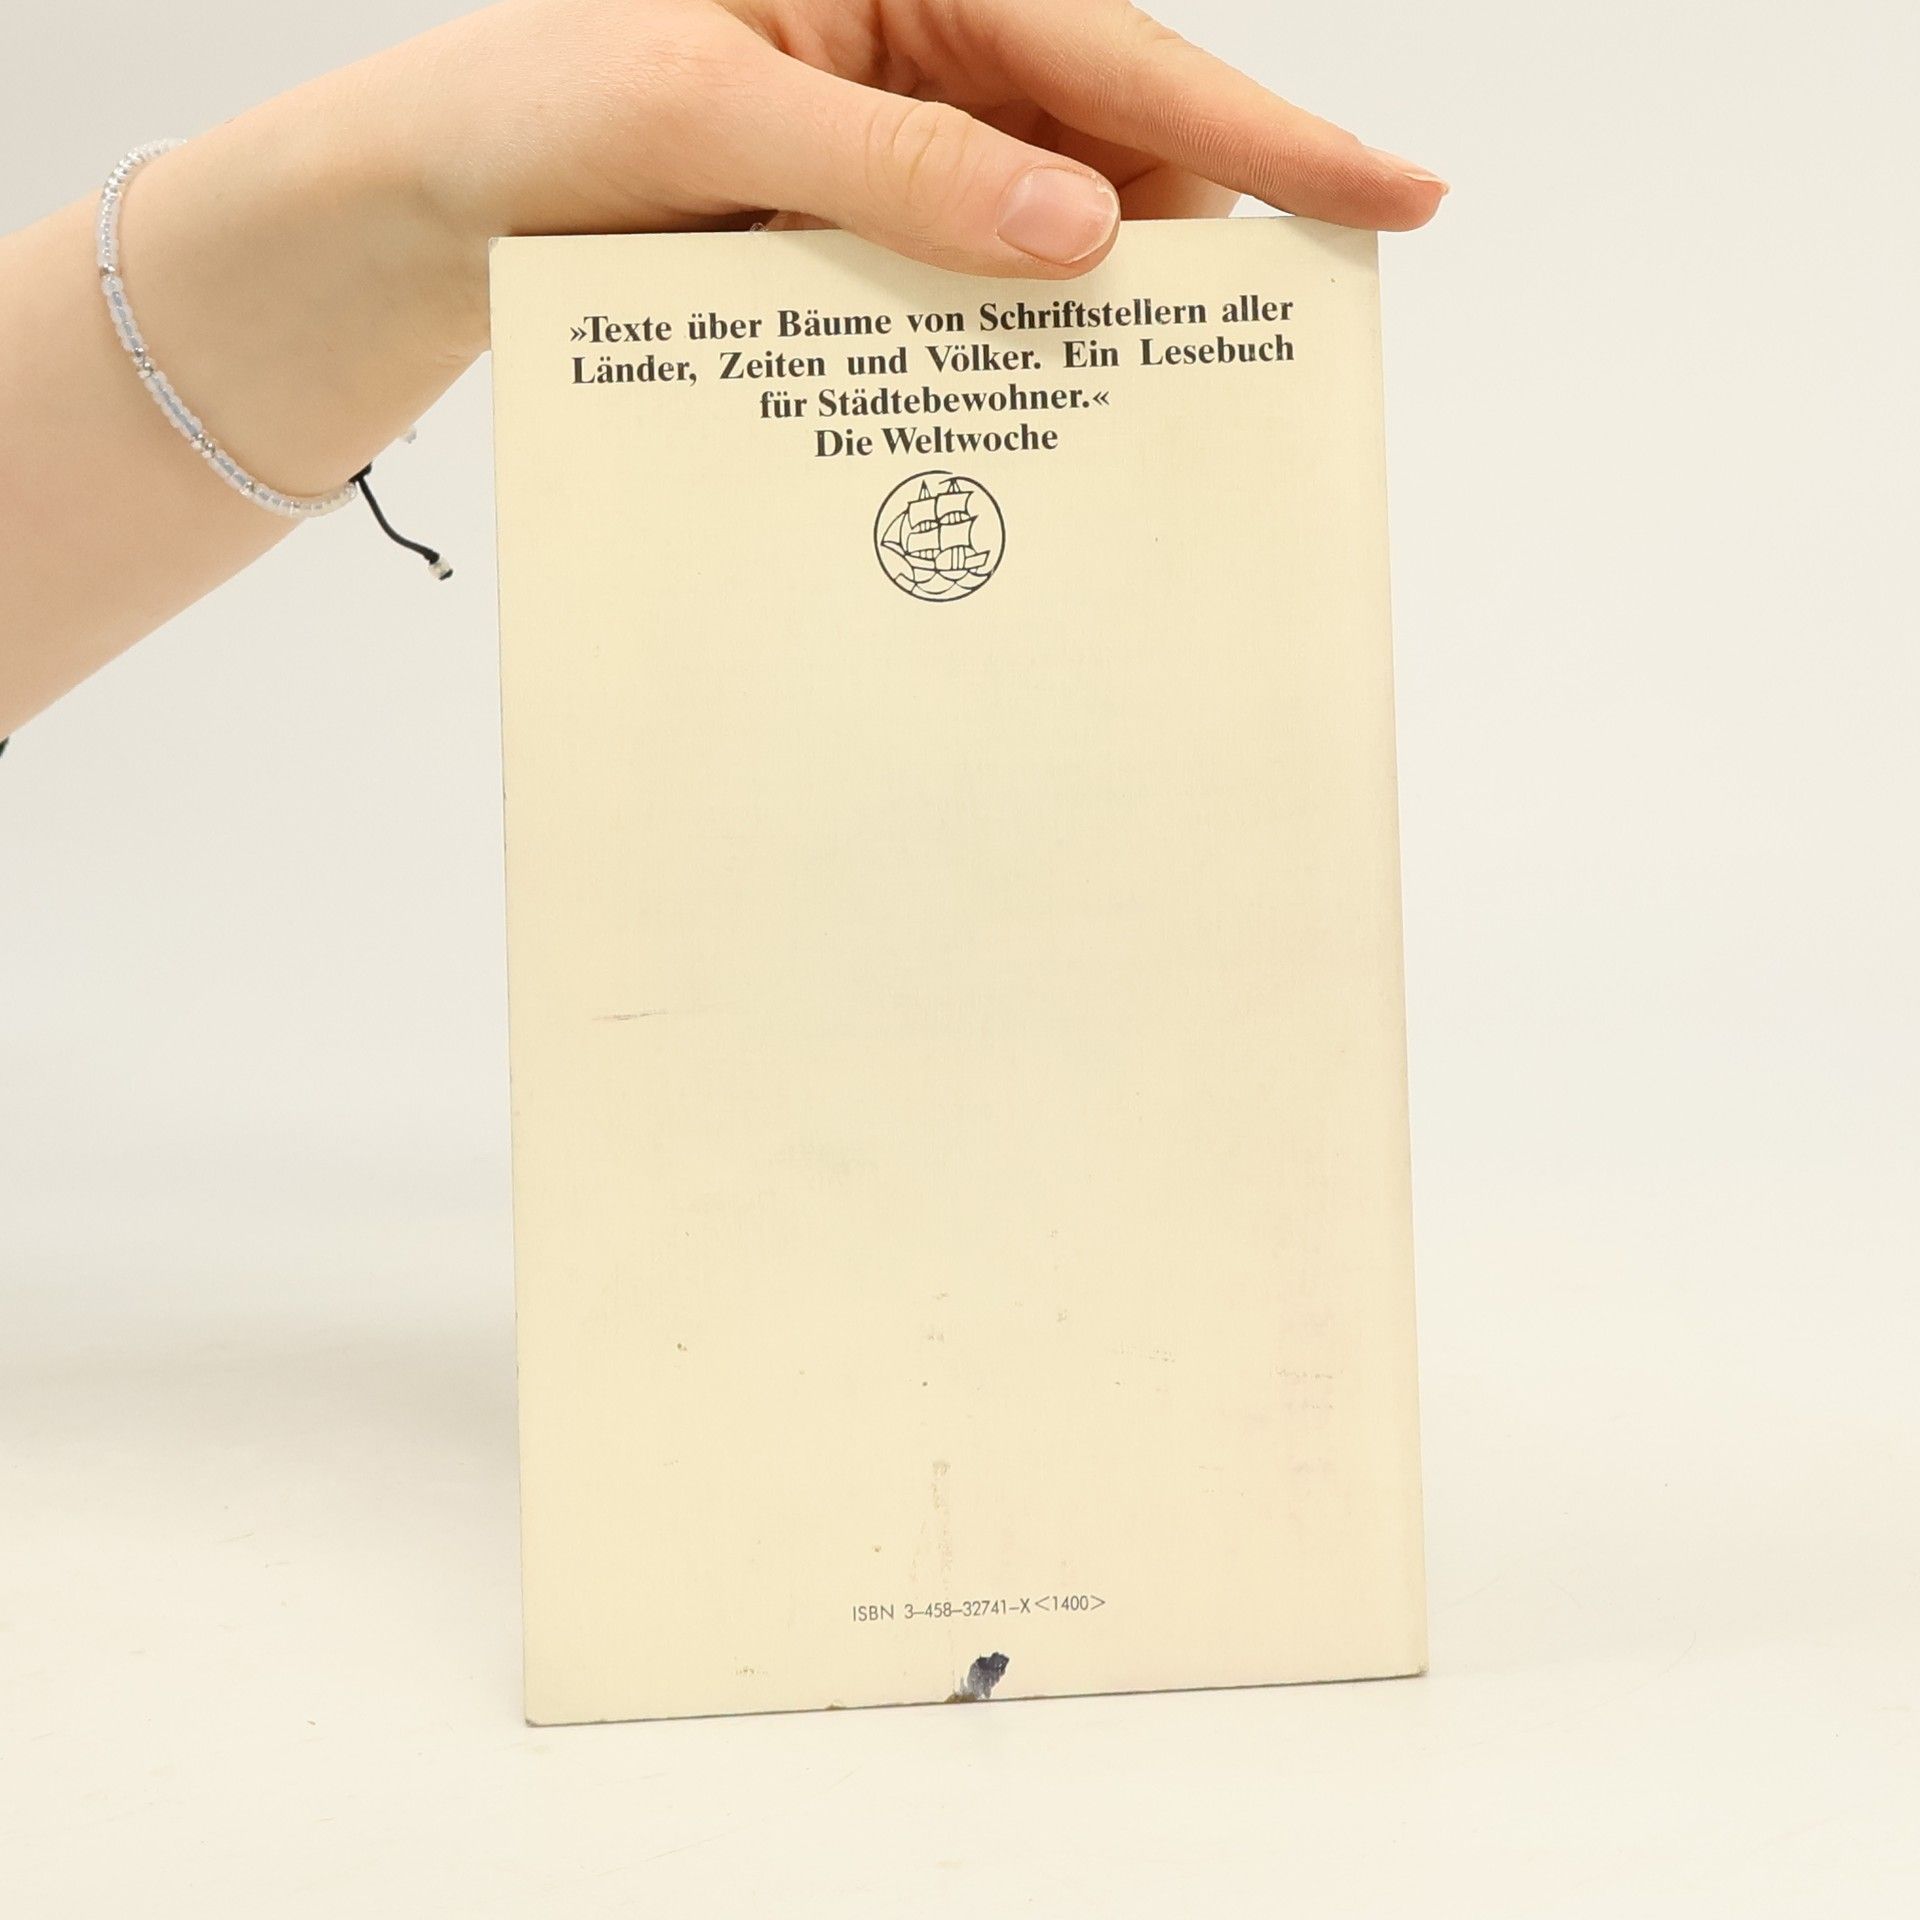 »Texte über Bäume von Schriftstellern aller
Länder, Zeiten und Völker. Ein Lesebuch
für Städtebewohner.«
Die Weltwoche
ISBN 3–458–32741–X<1400>